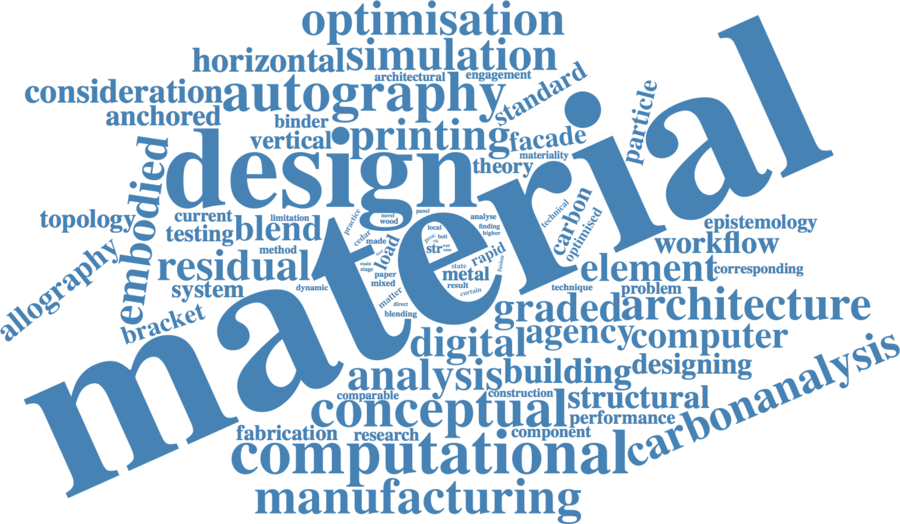 optimisation
horizontal simulation
architectural engagement
consideration autography standard
anchored binder particle
vertical printing facade
materiality
design theory
embodied material
topology current limitation
testing blend
practice novel wood panel analyse technical carbon optimised
cedar made load local finding higher
bolt
str
epistemology
workflow
method
allography residual
main stage paper mixed state metal rapid fusion
result
curtain
element corresponding
system dynamic matter direct technique problem
blending
bracket graded architecture
digital agency computer
analysis building designing
comparable construction structural
conceptual performance
fabrication research component
computational carbonanalysis
manufacturing